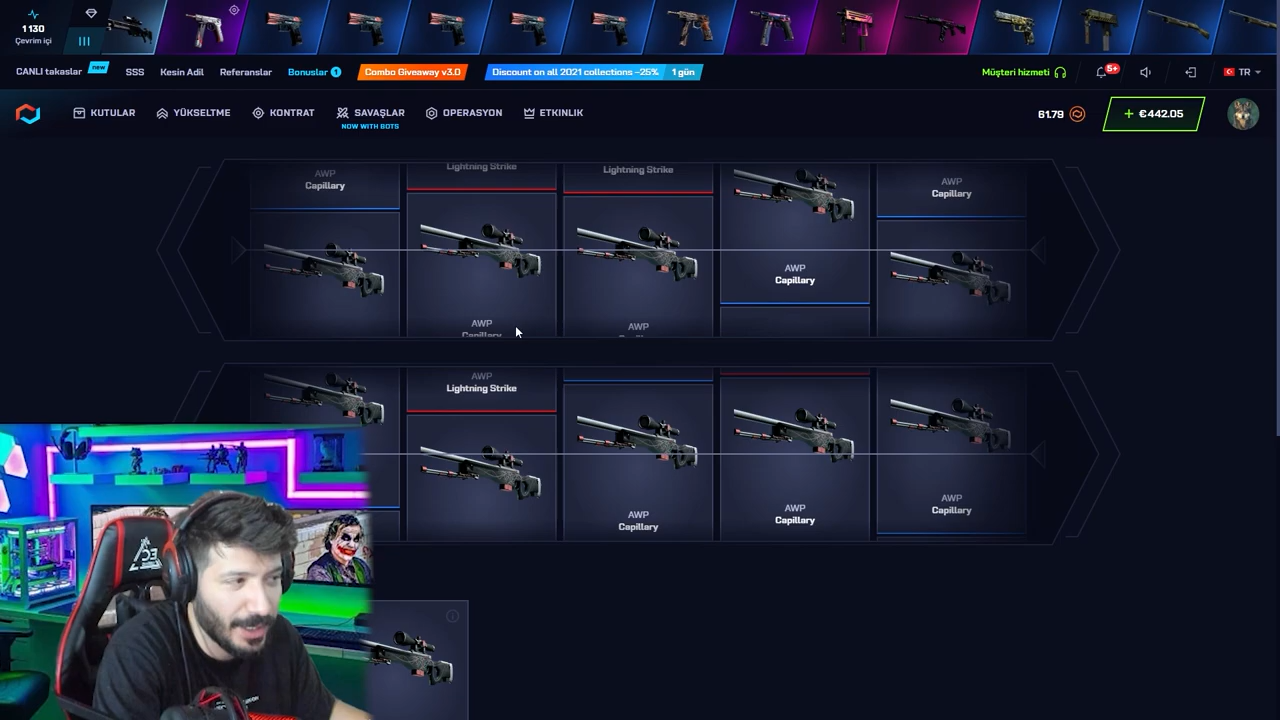 1 130
Çevrim içi
CANLI takaslar
new
SSS
Kesin Adil
Referanslar
Bonuslar 1
Combo Giveaway v3.0
Discount on all 2021 collections ~25% 1 gün
Müşteri hizmeti
5+
TR
KUTULAR
YÜKSELTME
KONTRAT
SAVAŞLAR
NOW WITH BOTS
OPERASYON
ETKINLIK
61.79
+ €442.05
AWP
Capillary
Lightning Strike
Lightning Strike
AWP
Capillary
AWP
Capillary
AWP
Capillary
AWP
AWP
Lightning Strike
AWP
Capillary
AWP
Capillary
AWP
Capillary